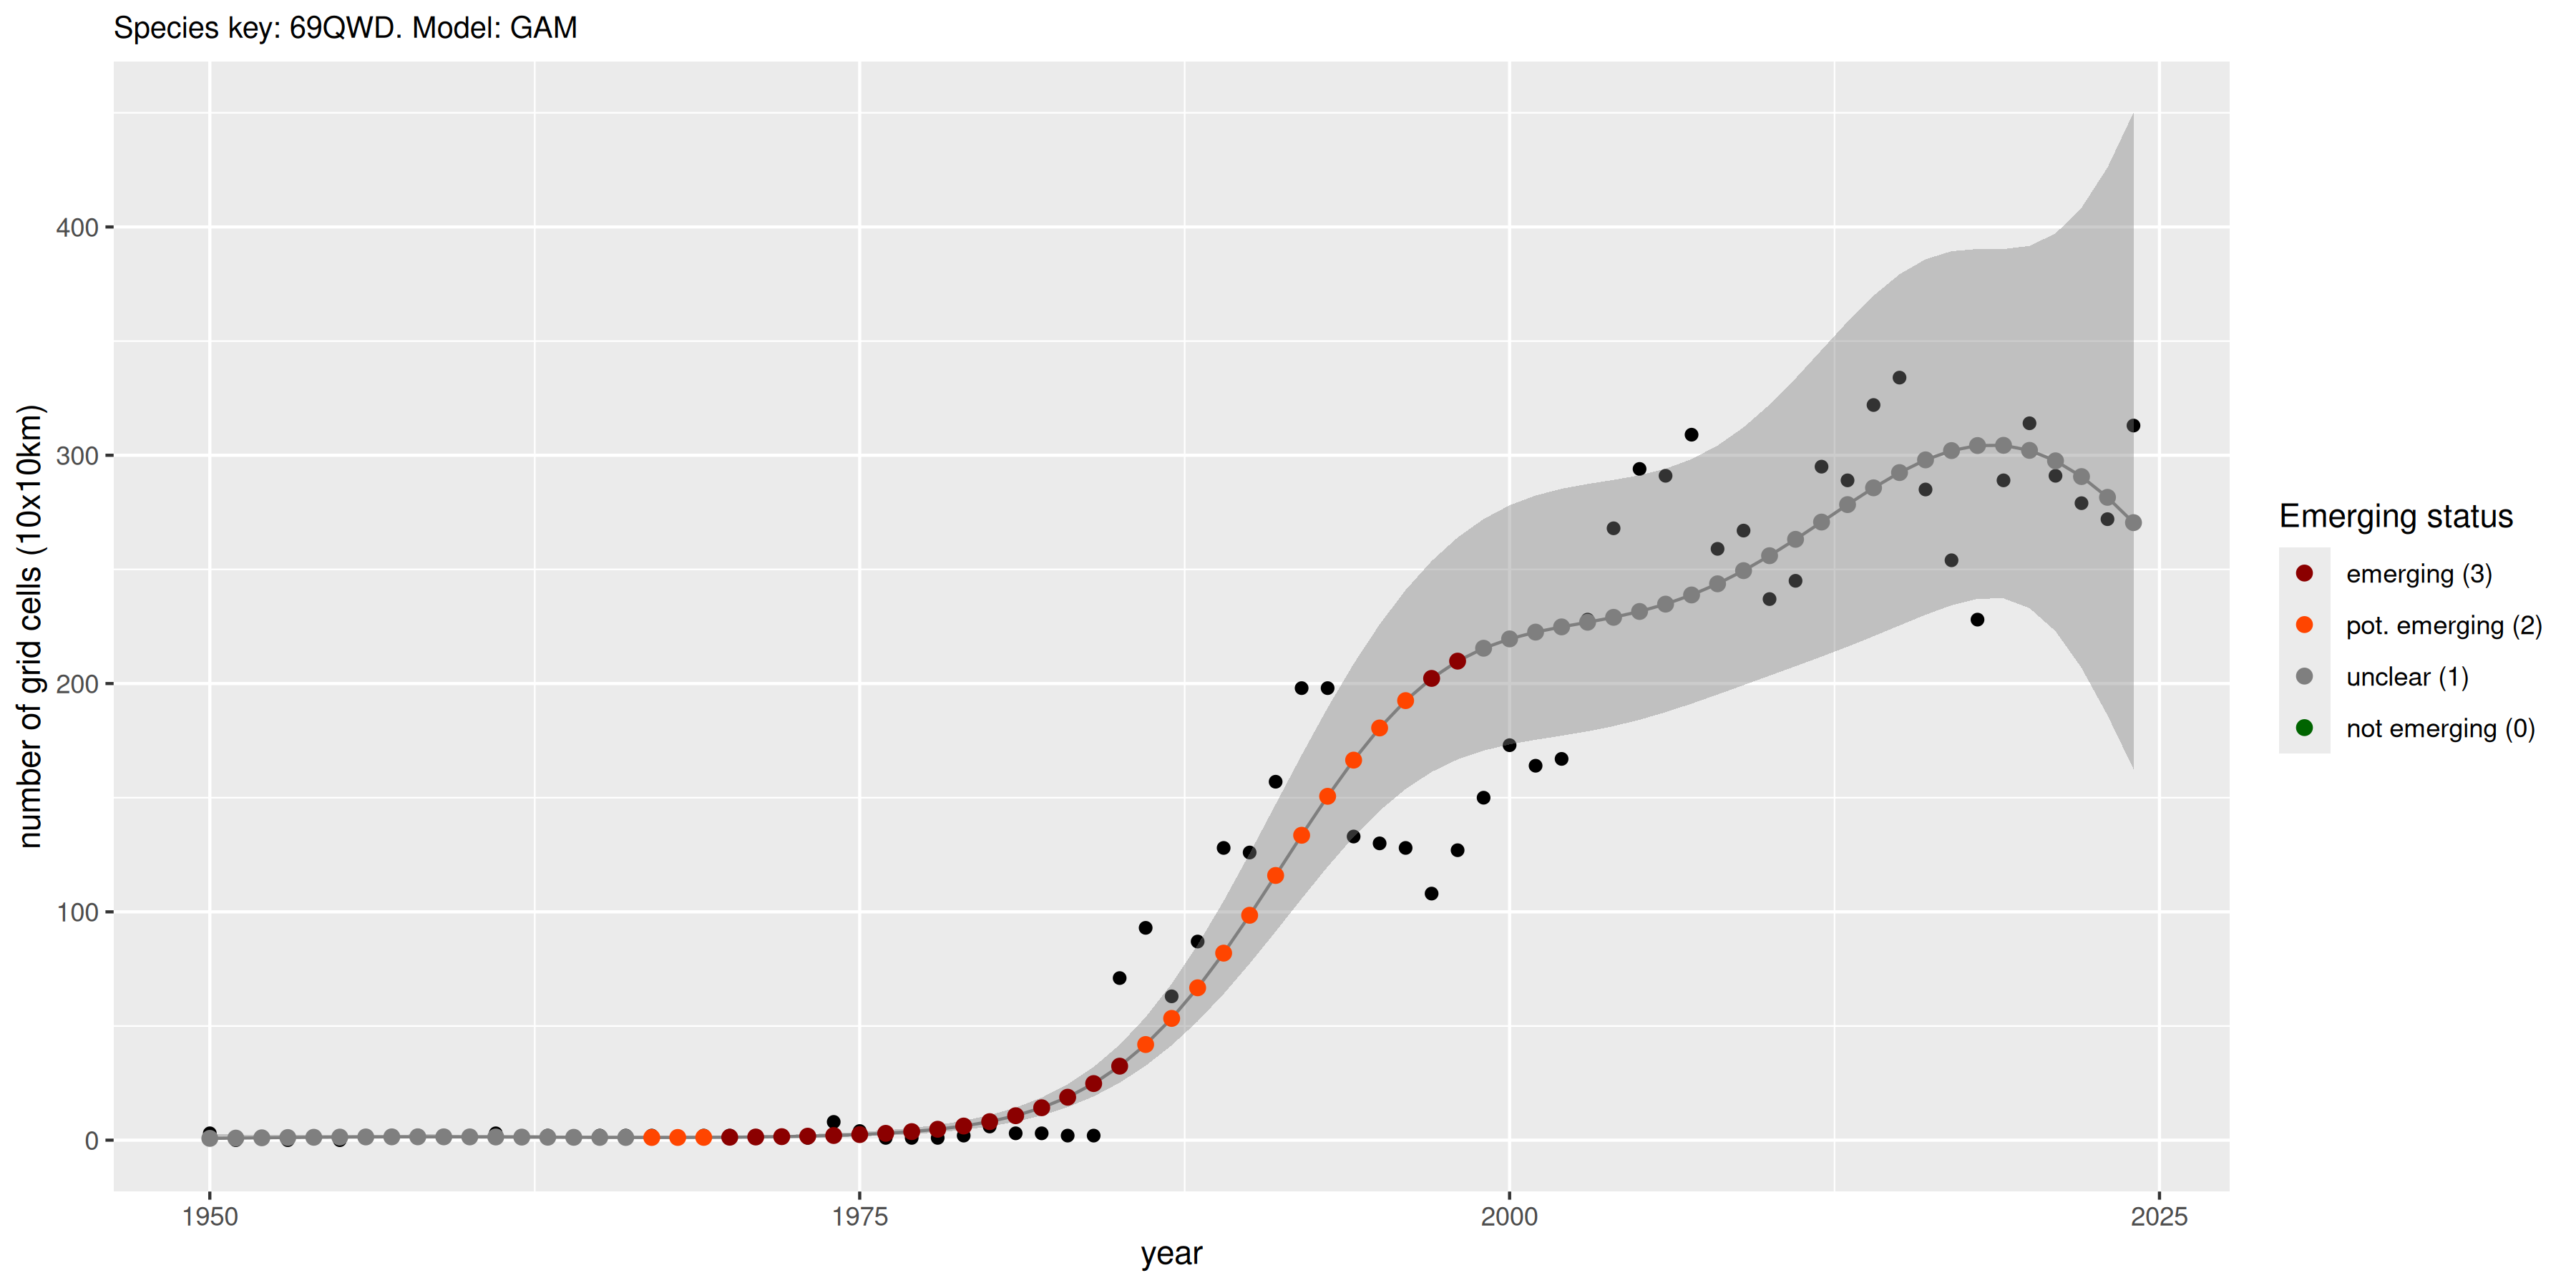 Species key: 69QWD. Model: GAM
number of grid cells (10x10km)
400
300
200
100
0
1950
1975
2000
2025
year
Emerging status
emerging (3)
pot. emerging (2)
unclear (1)
not emerging (0)